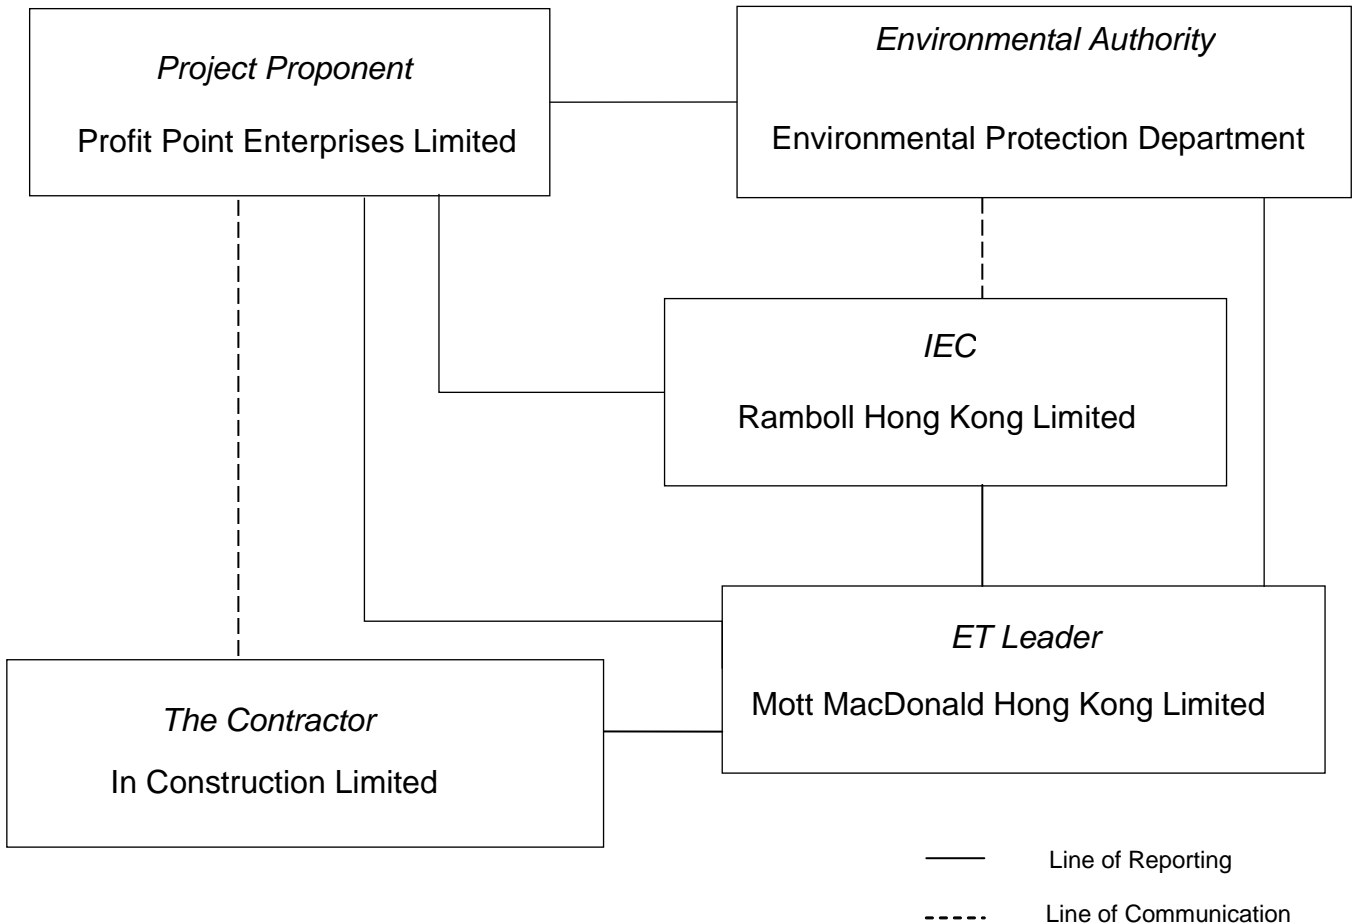 Project Proponent
Profit Point Enterprises Limited
Environmental Authority
Environmental Protection Department
IEC
Ramboll Hong Kong Limited
ET Leader
Mott MacDonald Hong Kong Limited
The Contractor
In Construction Limited
Line of Reporting
Line of Communication